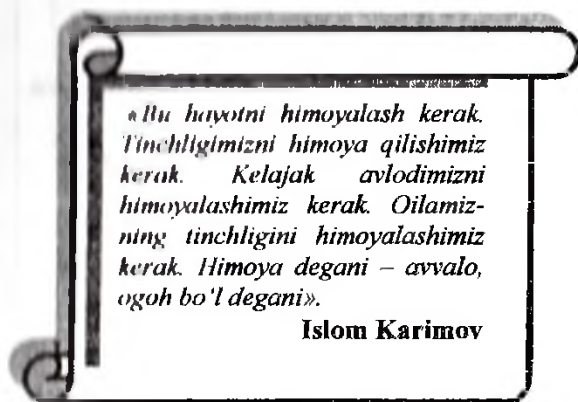 «Bu hayotni himoyalash kerak.
Tinchligimizni himoya qilishimiz
kerak. Kelajak avlodimizni
himoyalashimiz kerak. Oilamiz-
ning tinchligini himoyalashimiz
kerak. Himoya degani – avvalo,
ogoh bo‘l degani».
Islom Karimov